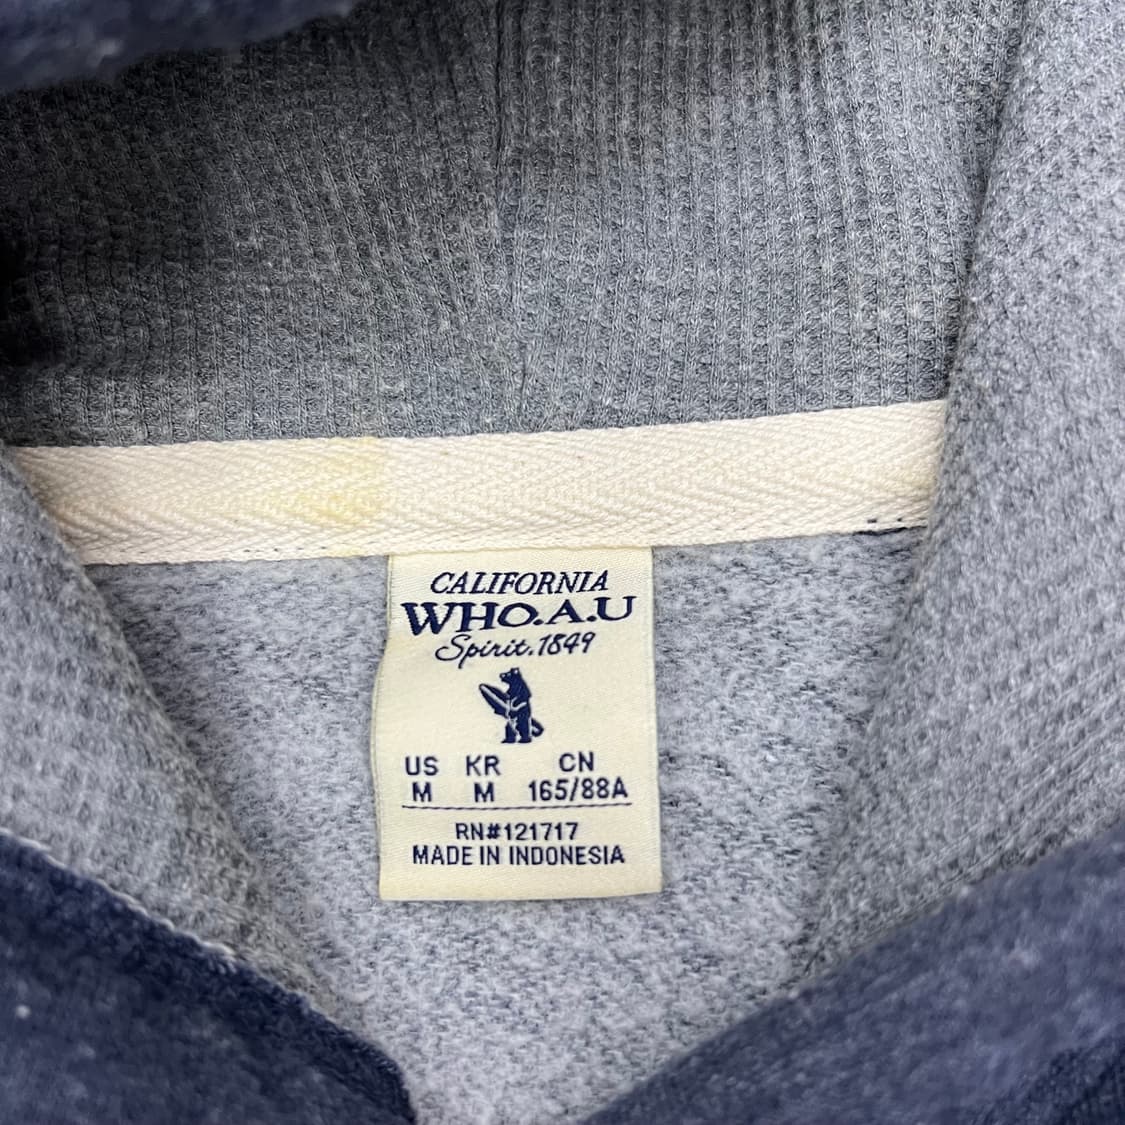 CALIFORNIA
WHO.A.U
Spirit.1849
US KR CN
M M 165/88A
RN#121717
MADE IN INDONESIA